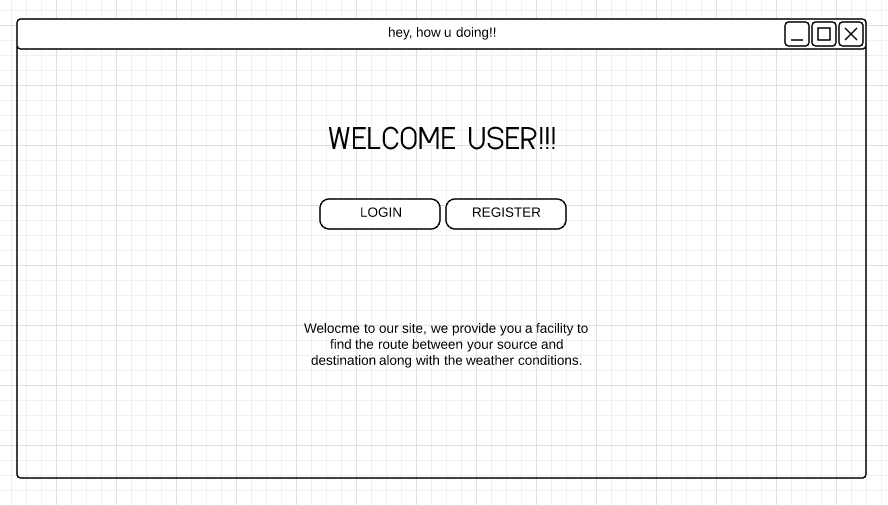 hey, how u doing!!
WELCOME USER!!!
LOGIN
REGISTER
Welocme to our site, we provide you a facility to
find the route between your source and
destination along with the weather conditions.